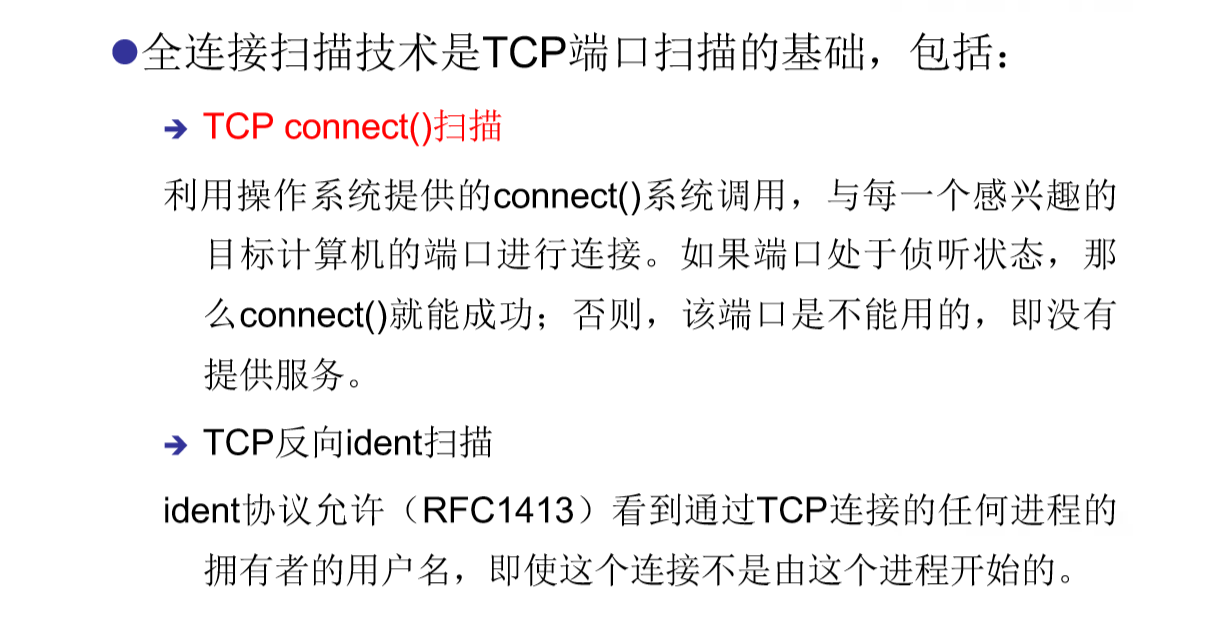 ●全连接扫描技术是TCP端口扫描的基础，包括：
➔ TCP connect()扫描
利用操作系统提供的connect()系统调用，与每一个感兴趣的
目标计算机的端口进行连接。如果端口处于侦听状态，那
么connect()就能成功；否则，该端口是不能用的，即没有
提供服务。
➔ TCP反向ident扫描
ident协议允许（RFC1413）看到通过TCP连接的任何进程的
拥有者的用户名，即使这个连接不是由这个进程开始的。